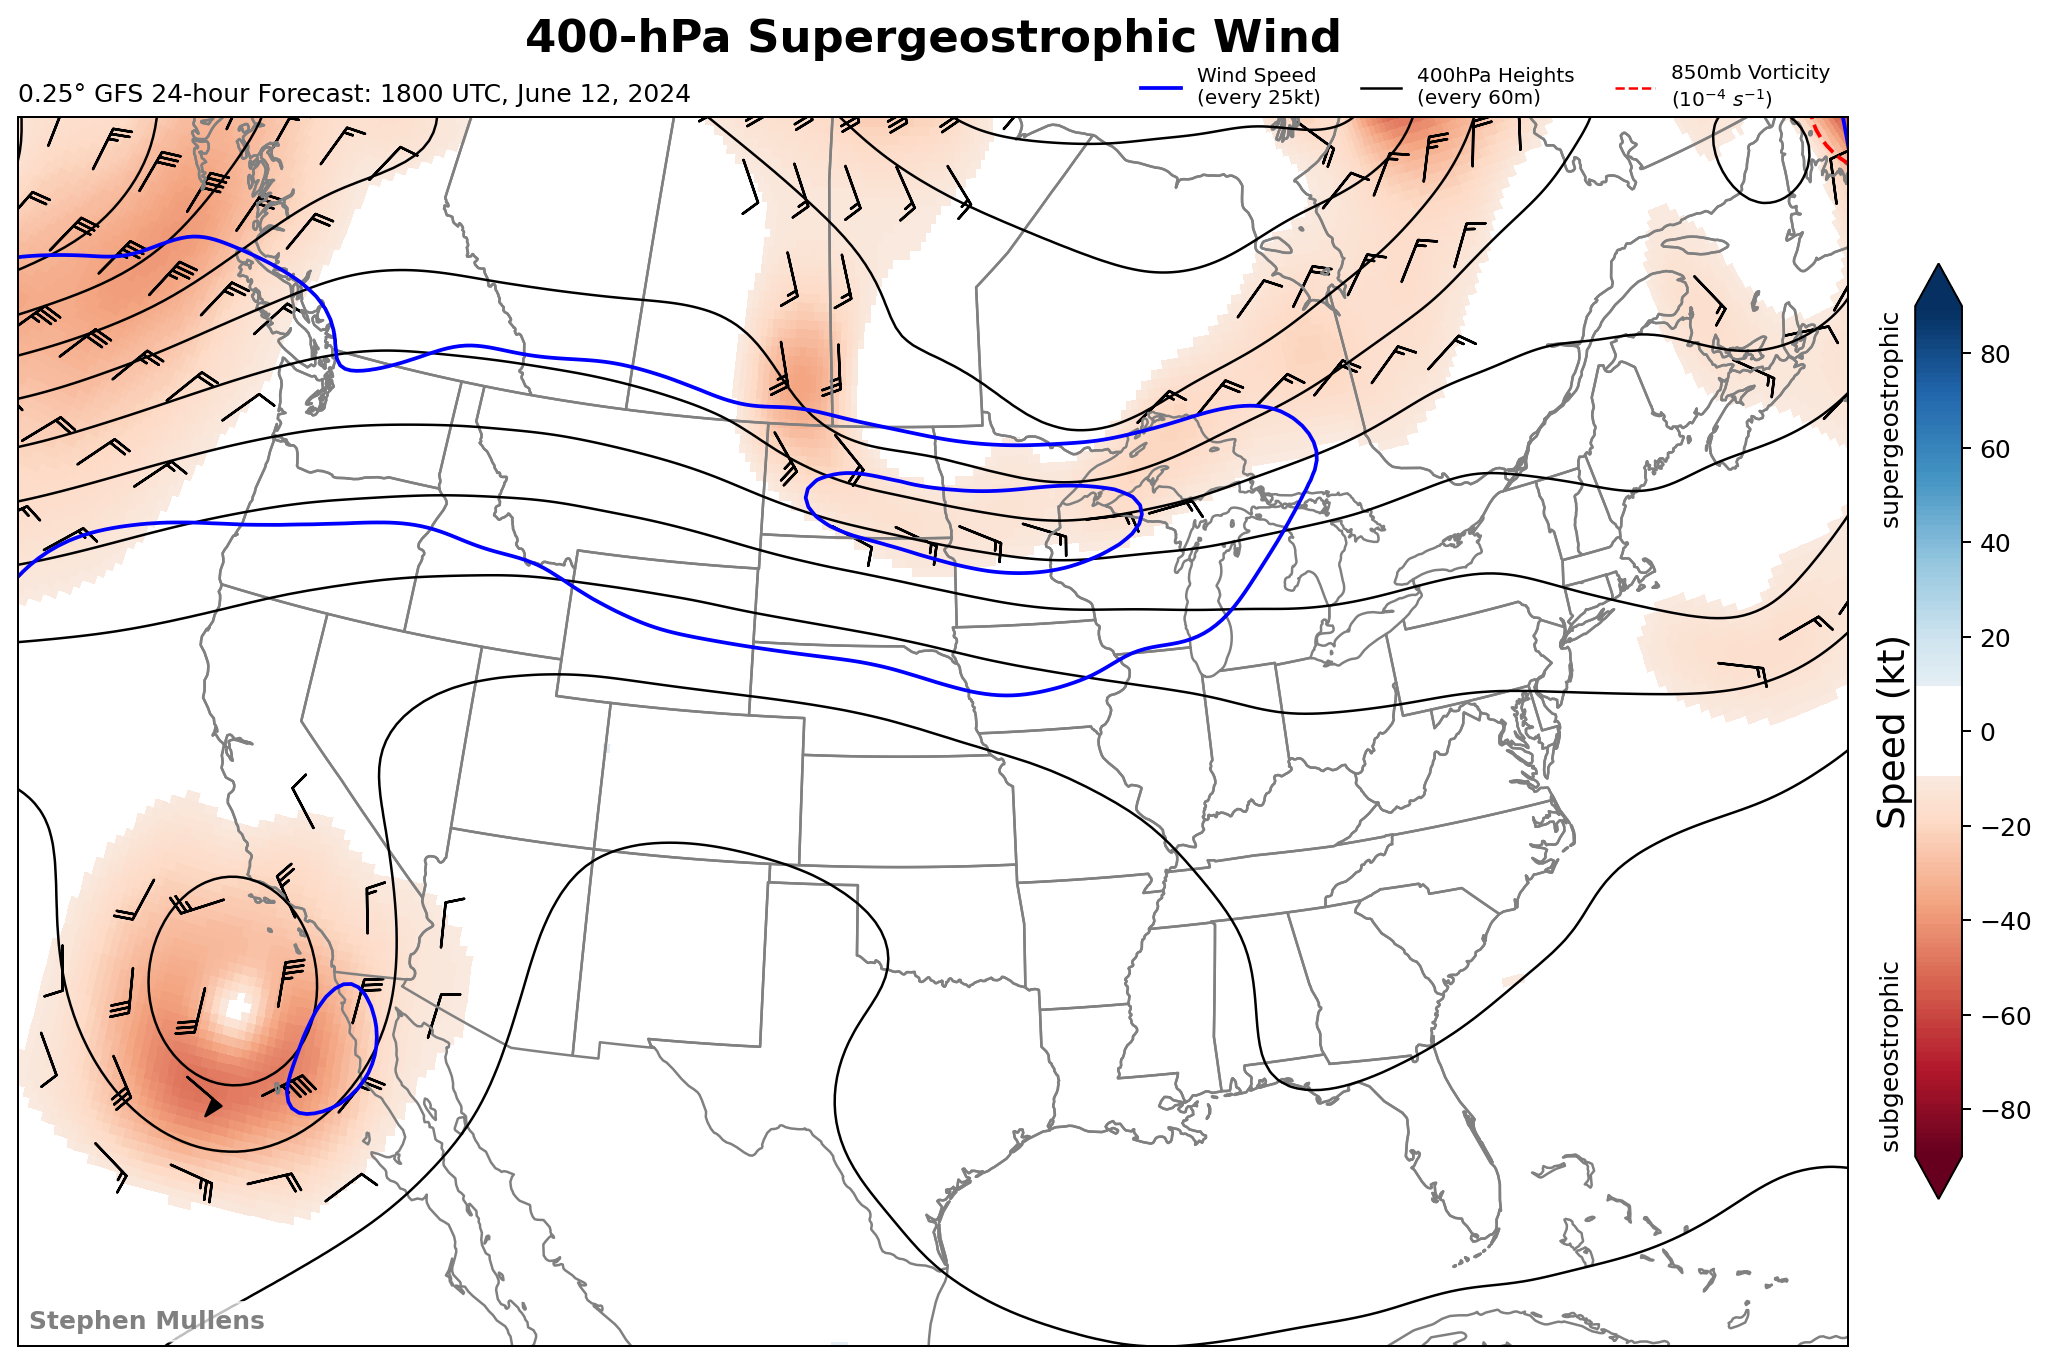 400-hPa Supergeostrophic Wind
0.25° GFS 24-hour Forecast: 1800 UTC, June 12, 2024
Wind Speed
(every 25kt)
400hPa Heights
(every 60m)
850mb Vorticity
(10⁻⁴ s⁻¹)
supergeostrophic
Speed (kt)
subgeostrophic
80
60
40
20
0
−20
−40
−60
−80
Stephen Mullens